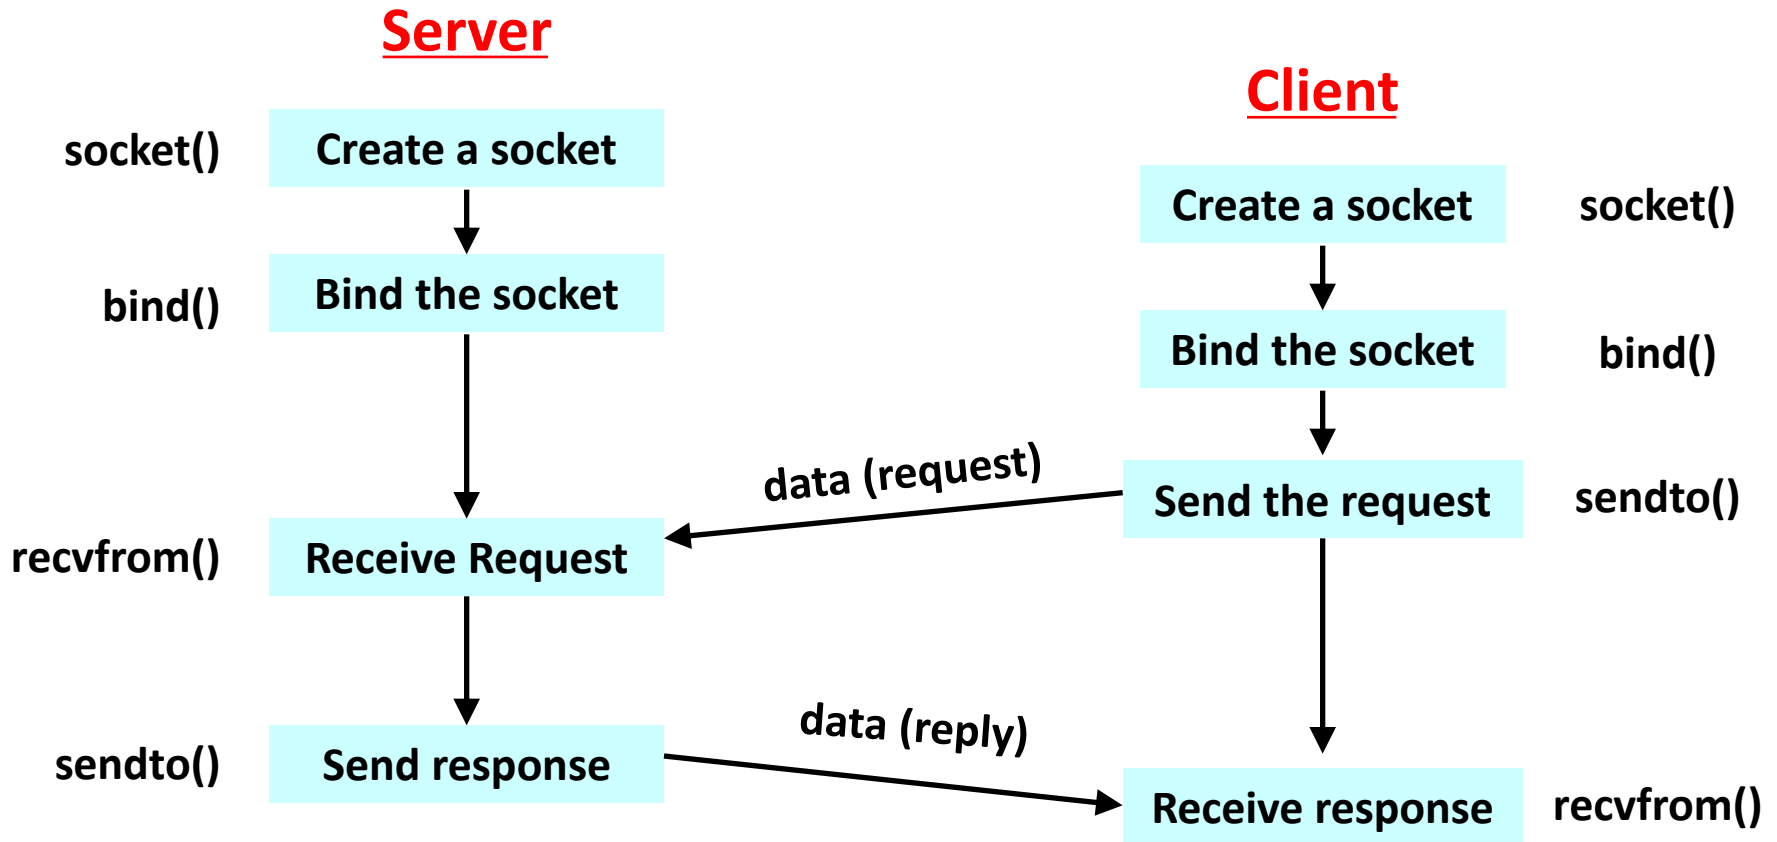 Server
socket()
Create a socket
bind()
Bind the socket
recvfrom()
Receive Request
sendto()
Send response
data (request)
data (reply)
Client
Create a socket
socket()
Bind the socket
bind()
Send the request
sendto()
Receive response
recvfrom()